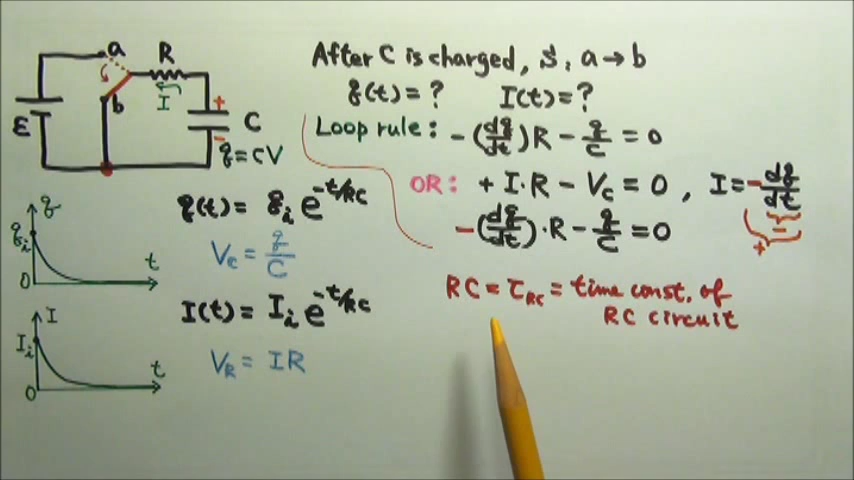 a R
b I + C
ε -
q = CV
After C is charged, S: a → b
q(t) = ? I(t) = ?
Loop rule: -(dq/dt)R - q/C = 0
OR: + I·R - Vc = 0 , I = - dq/dt
-(dq/dt)·R - q/C = 0
-
+
q
qi
0 t
q(t) = qi e^-t/RC
Vc = q/C
I
Ii
0 t
I(t) = Ii e^-t/RC
VR = IR
RC = τRC = time const. of
RC circuit